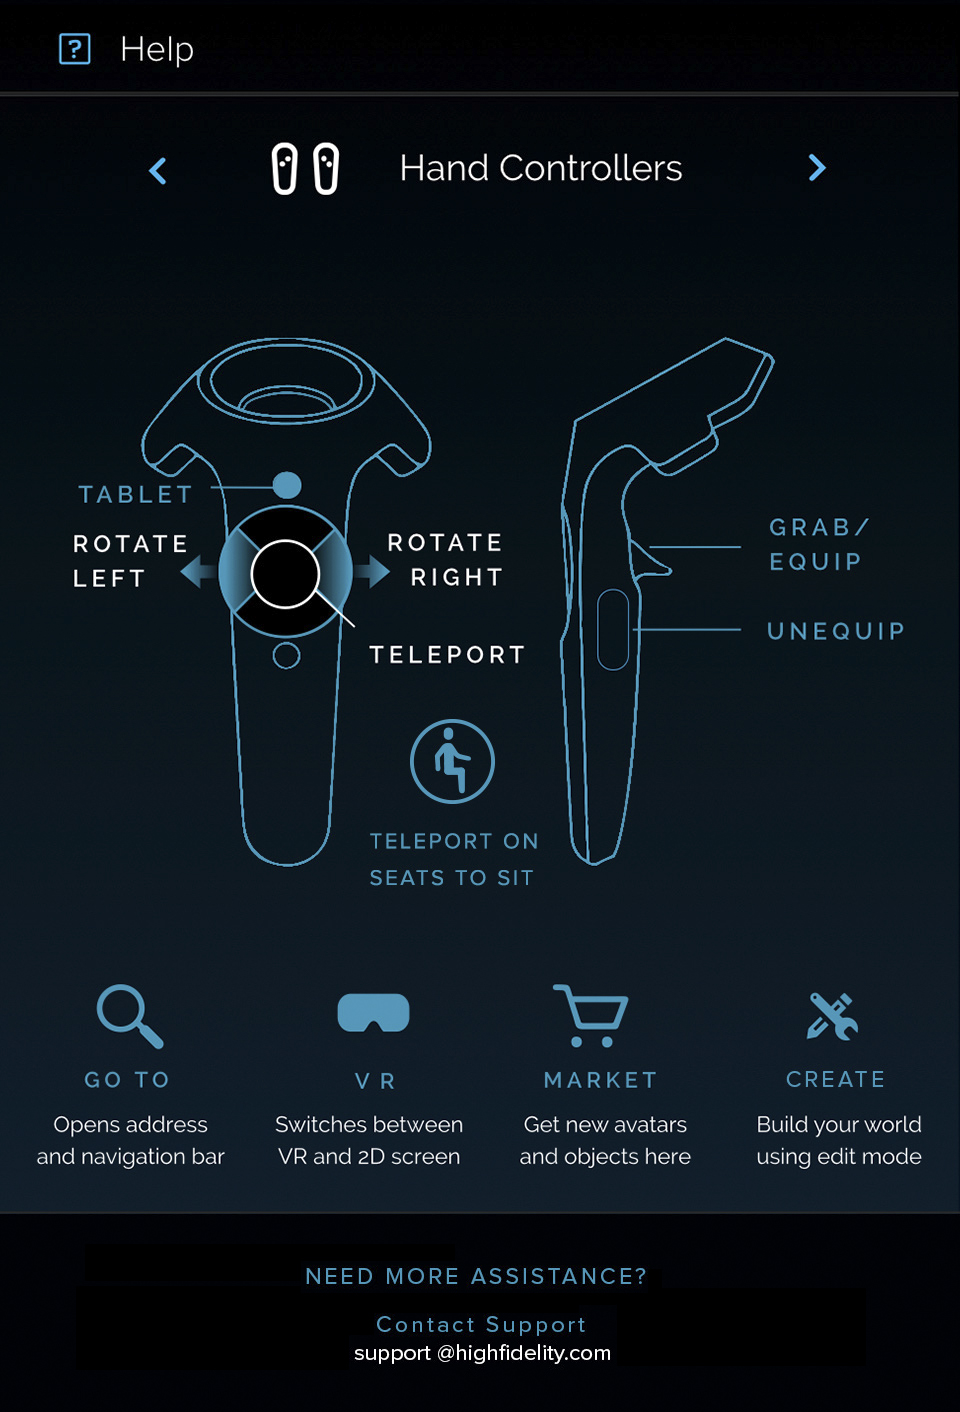 ? Help
Hand Controllers
TABLET
ROTATE
LEFT
ROTATE
RIGHT
TELEPORT
GRAB/
EQUIP
UNEQUIP
TELEPORT ON
SEATS TO SIT
GO TO
Opens address
and navigation bar
VR
Switches between
VR and 2D screen
MARKET
Get new avatars
and objects here
CREATE
Build your world
using edit mode
NEED MORE ASSISTANCE?
Contact Support
support @highfidelity.com